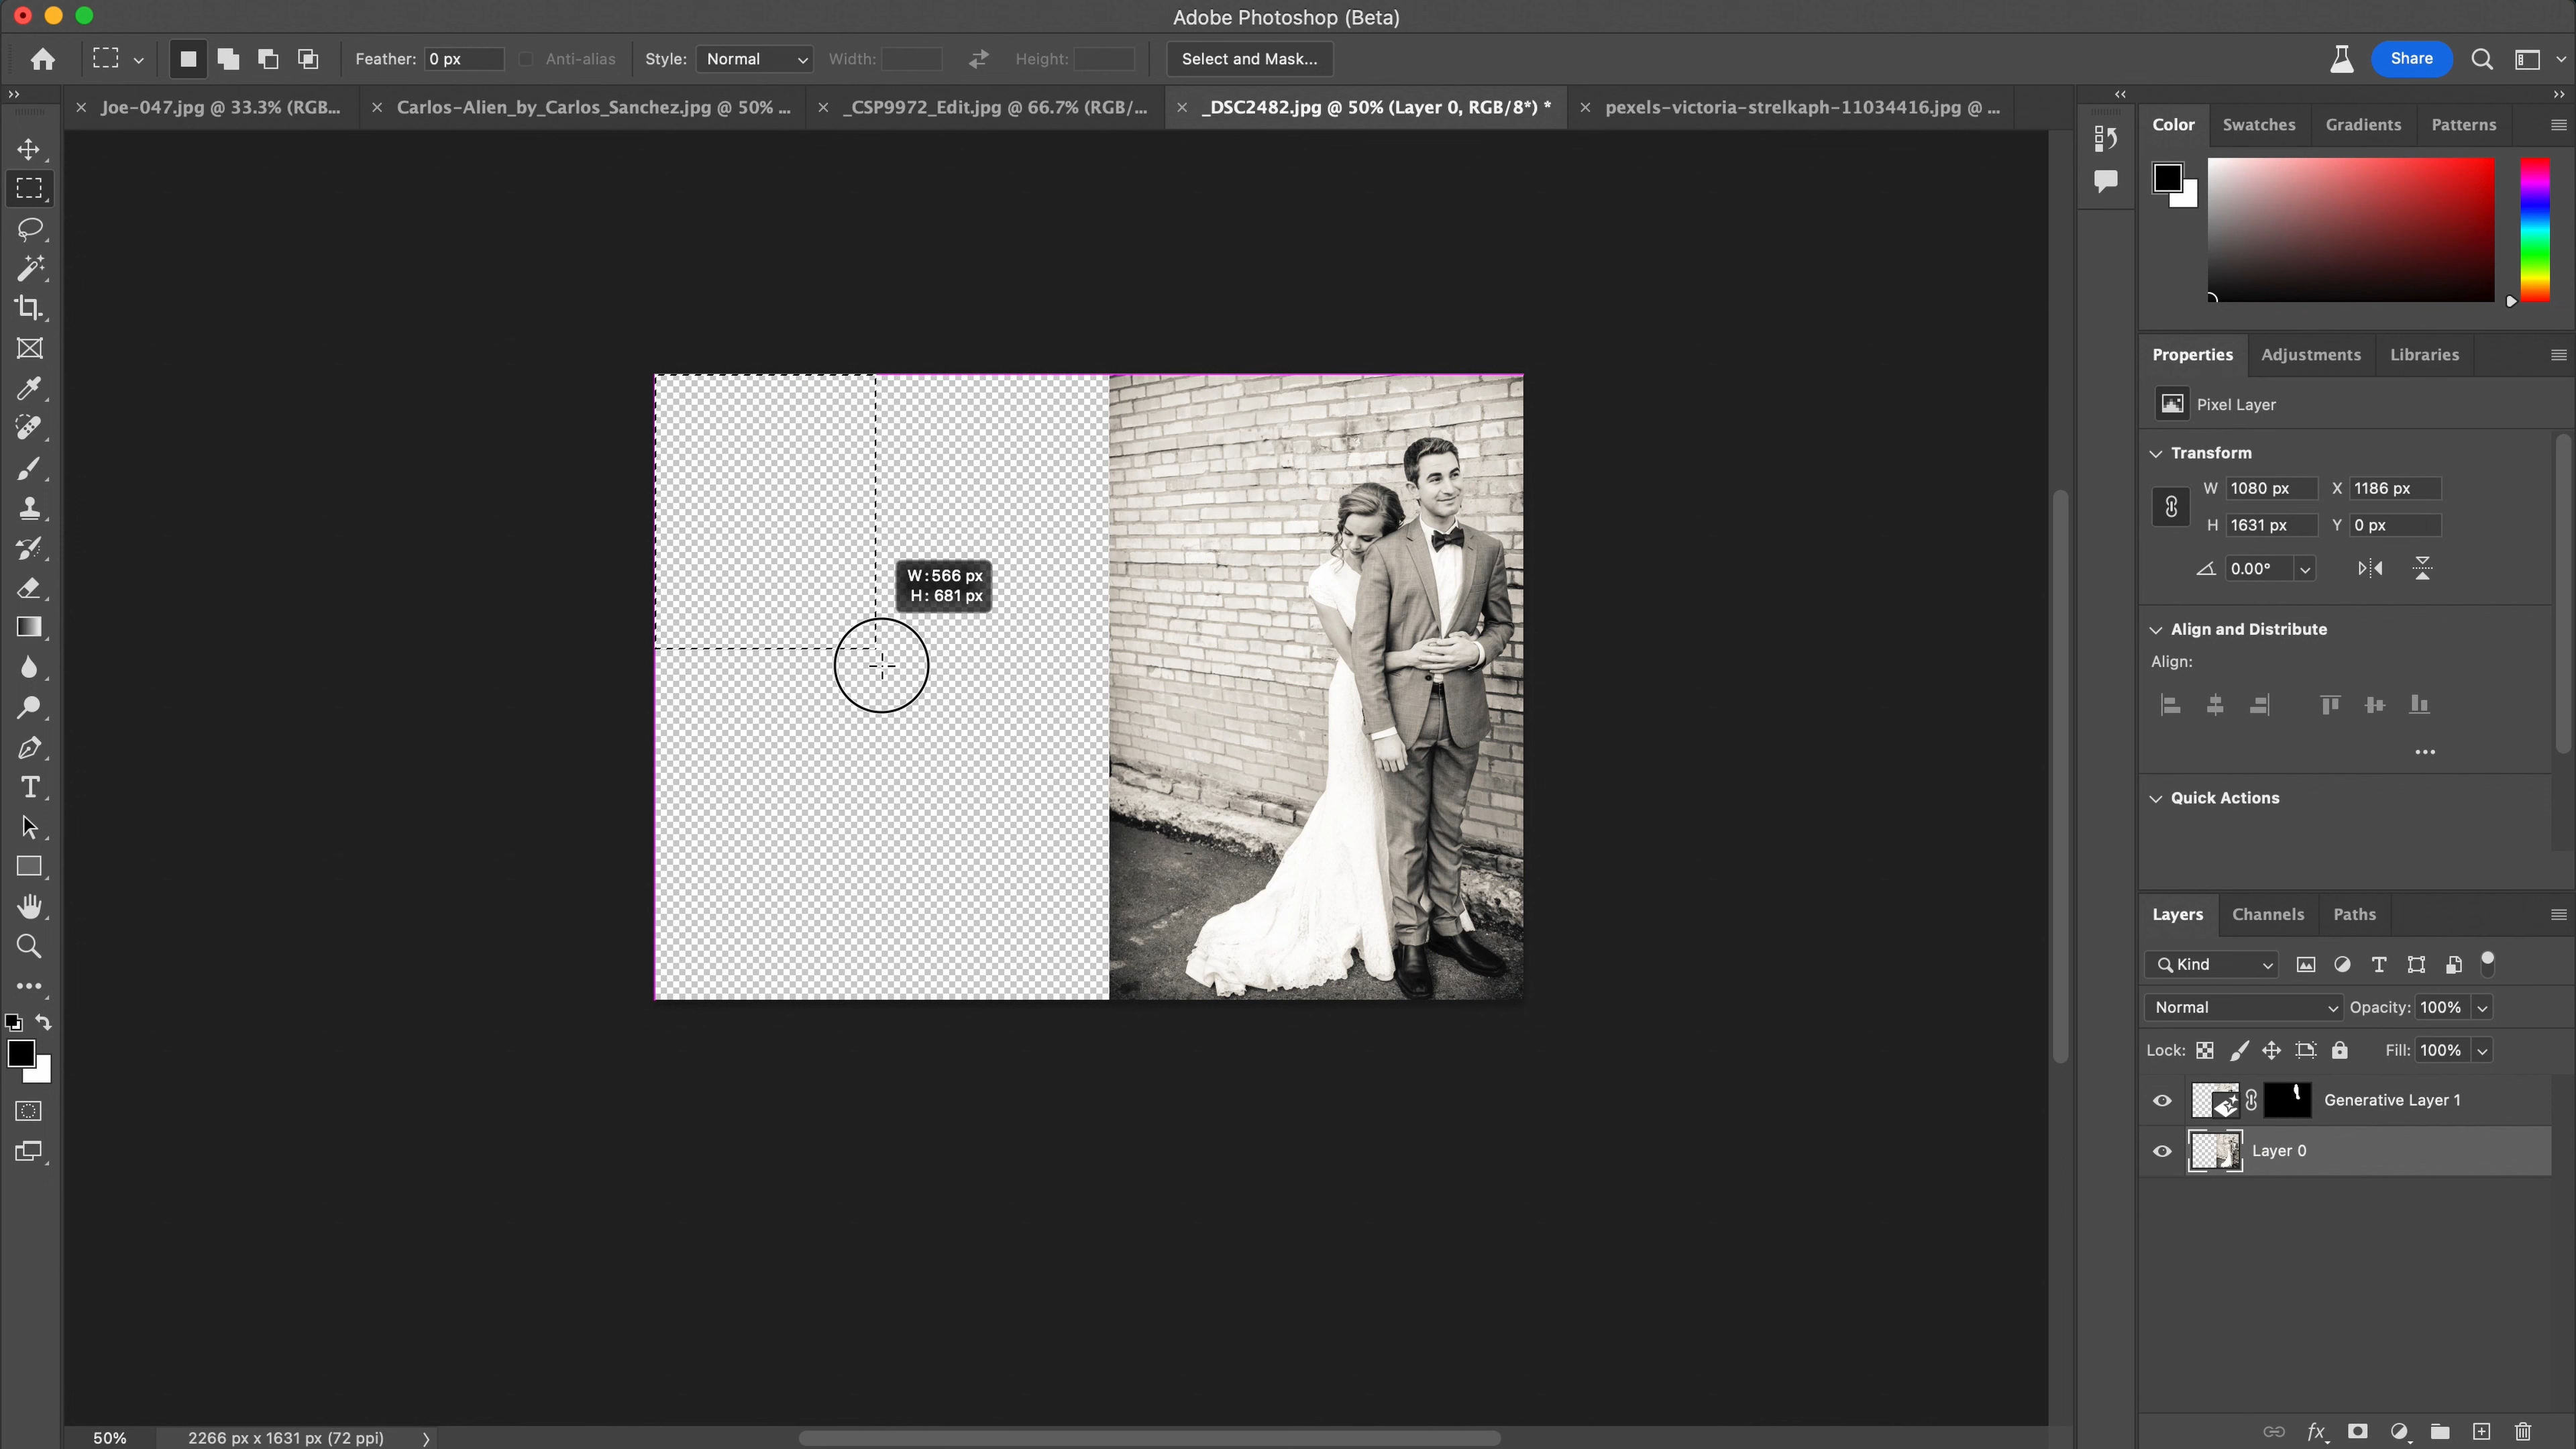 Adobe Photoshop (Beta)
Feather: 0 px Anti-alias Style: Normal Width: Height: Select and Mask... Share
Joe-047.jpg @ 33.3% (RGB... Carlos-Alien_by_Carlos_Sanchez.jpg @ 50% ... _CSP9972_Edit.jpg @ 66.7% (RGB/... _DSC2482.jpg @ 50% (Layer 0, RGB/8*) * pexels-victoria-strelkaph-11034416.jpg @ ...
Color Swatches Gradients Patterns
Properties Adjustments Libraries
Pixel Layer
Transform
W 1080 px X 1186 px
H 1631 px Y 0 px
0.00°
W: 566 px
H: 681 px
Align and Distribute
Align:
Quick Actions
Layers Channels Paths
Kind
Normal Opacity: 100%
Lock: Fill: 100%
Generative Layer 1
Layer 0
50% 2266 px x 1631 px (72 ppi)
fx